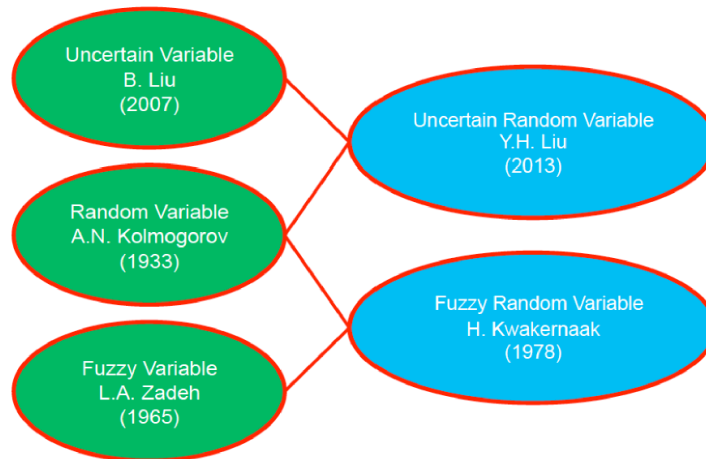 Uncertain Variable
B. Liu
(2007)
Uncertain Random Variable
Y.H. Liu
(2013)
Random Variable
A.N. Kolmogorov
(1933)
Fuzzy Random Variable
H. Kwakernaak
(1978)
Fuzzy Variable
L.A. Zadeh
(1965)